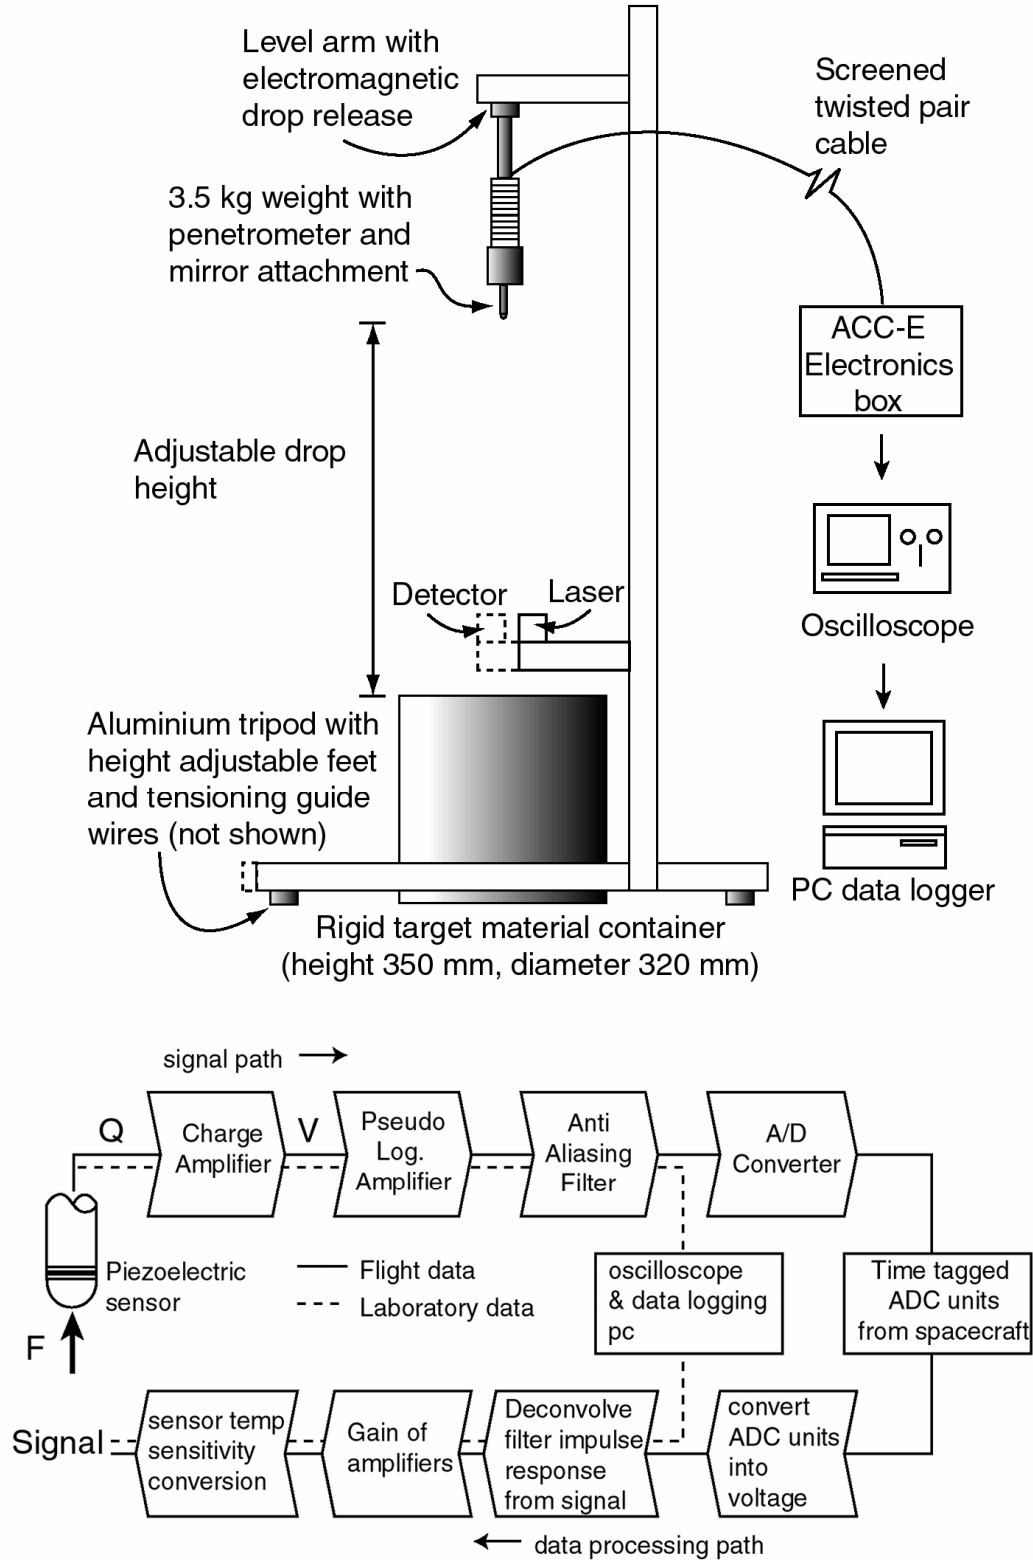 Level arm with
electromagnetic
drop release
Screened
twisted pair
cable
3.5 kg weight with
penetrometer and
mirror attachment
ACC-E
Electronics
box
Adjustable drop
height
Detector
Laser
Oscilloscope
Aluminium tripod with
height adjustable feet
and tensioning guide
wires (not shown)
PC data logger
Rigid target material container
(height 350 mm, diameter 320 mm)
signal path
Q
Charge
Amplifier
V
Pseudo
Log.
Amplifier
Anti
Aliasing
Filter
A/D
Converter
Piezoelectric
sensor
Flight data
Laboratory data
oscilloscope
& data logging
pc
Time tagged
ADC units
from spacecraft
F
Signal
sensor temp
sensitivity
conversion
Gain of
amplifiers
Deconvolve
filter impulse
response
from signal
convert
ADC units
into
voltage
data processing path